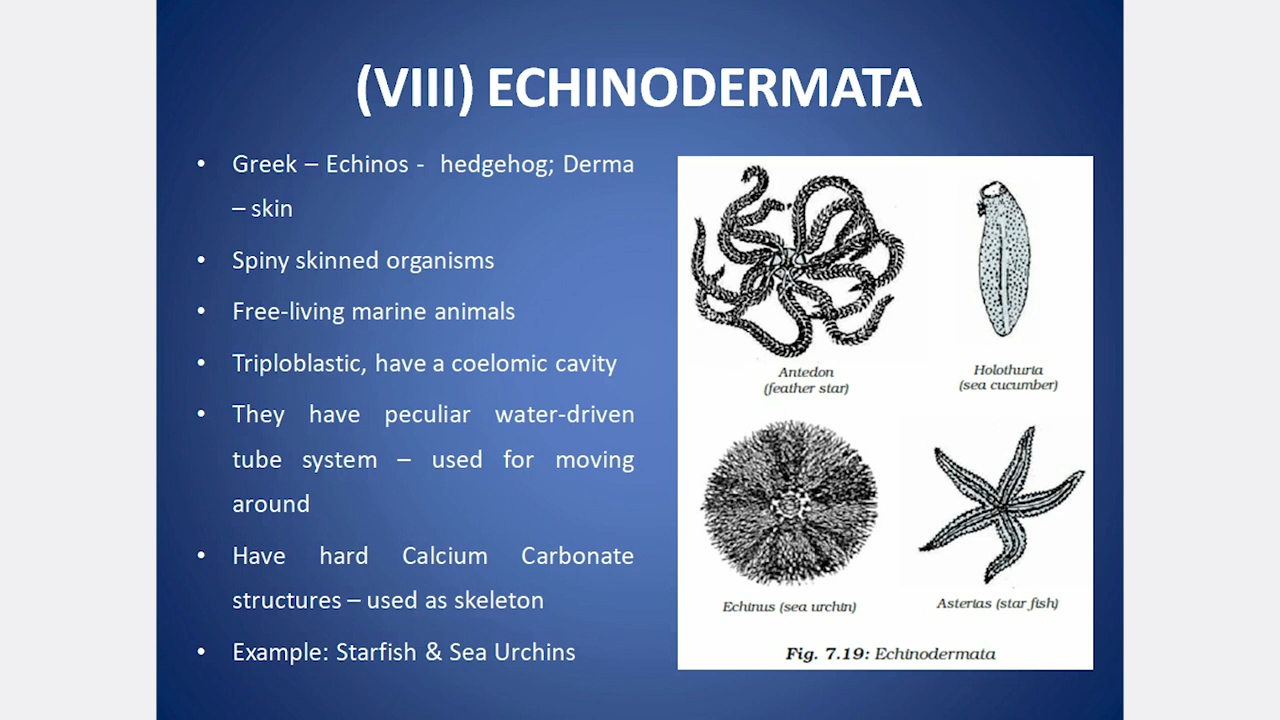 (VIII) ECHINODERMATA
• Greek – Echinos - hedgehog; Derma
– skin
• Spiny skinned organisms
• Free-living marine animals
• Triploblastic, have a coelomic cavity
• They have peculiar water-driven
tube system – used for moving
around
• Have hard Calcium Carbonate
structures – used as skeleton
• Example: Starfish & Sea Urchins
Antedon
(feather star)
Holothuria
(sea cucumber)
Echinus (sea urchin)
Asterias (star fish)
Fig. 7.19: Echinodermata